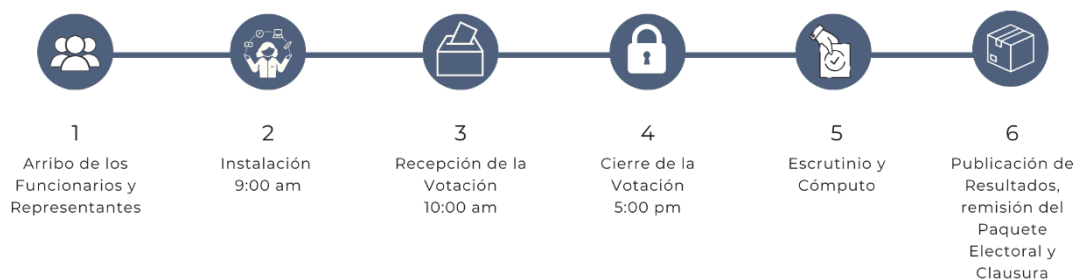 1
Arribo de los
Funcionarios y
Representantes
2
Instalación
9:00 am
3
Recepción de la
Votación
10:00 am
4
Cierre de la
Votación
5:00 pm
5
Escrutinio y
Cómputo
6
Publicación de
Resultados,
remisión del
Paquete
Electoral y
Clausura